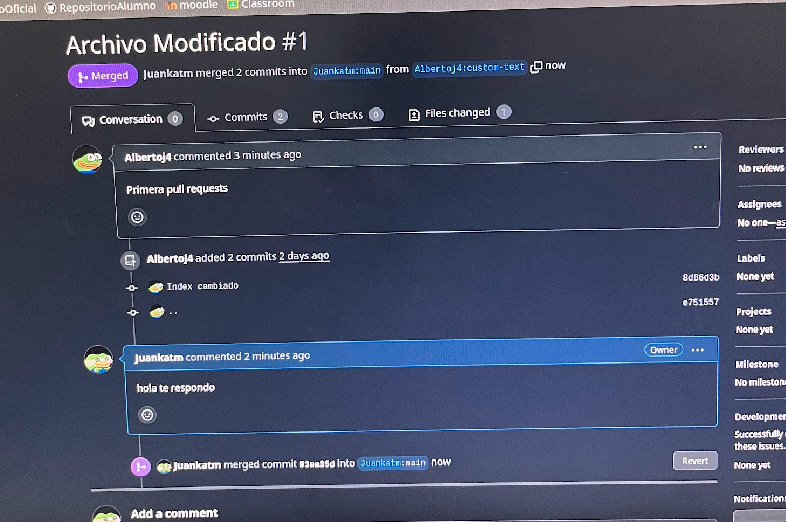 oOficial RepositorioAlumno moodle Classroom
Archivo Modificado #1
Merged Juankatm merged 2 commits into Juankatm:main from Albertoj4:custom-text now
Conversation 0 Commits 2 Checks 0 Files changed 1
Albertoj4 commented 3 minutes ago
Primera pull requests
Albertoj4 added 2 commits 2 days ago
Index cambiado 8d86d3b
.. e751557
Juankatm commented 2 minutes ago Owner
hola te respondo
Juankatm merged commit into Juankatm:main now Revert
Add a comment
Reviewers
No reviews
Assignees
No one—as
Labels
None yet
Projects
None yet
Milestone
No mileston
Developmen
Successfully
these issues.
None yet
Notification